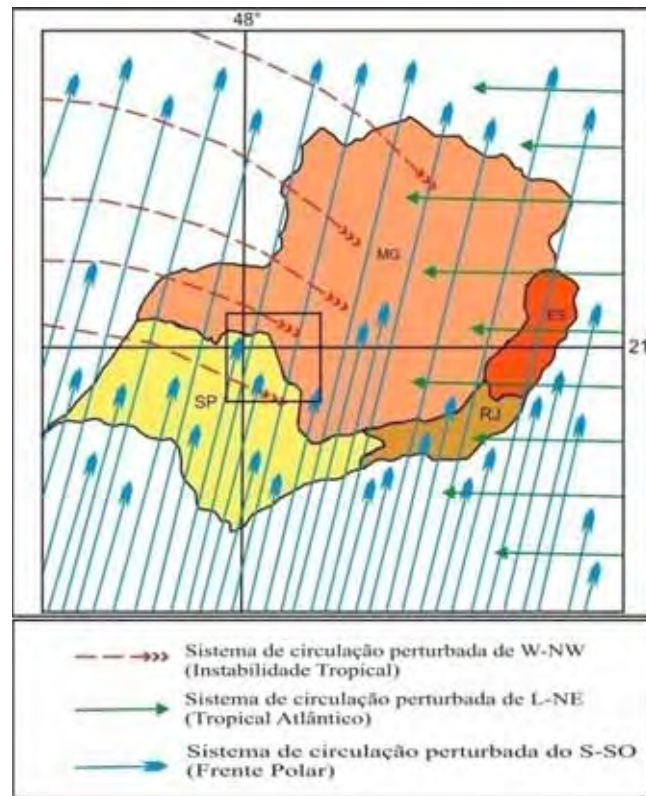 48°
MG
ES
21
SP
RJ
Sistema de circulação perturbada de W-NW
(Instabilidade Tropical)
Sistema de circulação perturbada de L-NE
(Tropical Atlântico)
Sistema de circulação perturbada do S-SO
(Frente Polar)